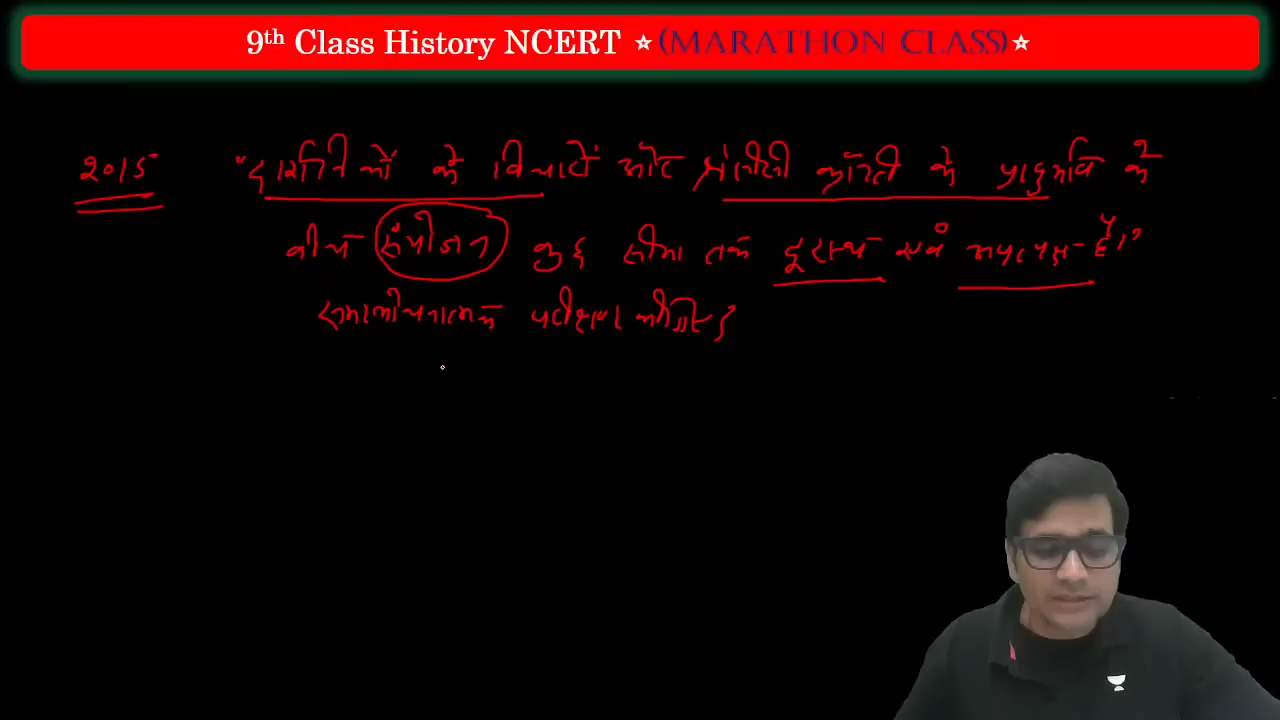 9th Class History NCERT ☆(MARATHON CLASS)☆
2015 "दार्शनिकों के विचारों और फ्रांसीसी क्रांती के प्रादुर्भाव के
बीच संयोजन कुछ सीमा तक दूरस्थ एवं अप्रत्यक्ष है।"
समालोचनात्मक परीक्षण कीजिए?